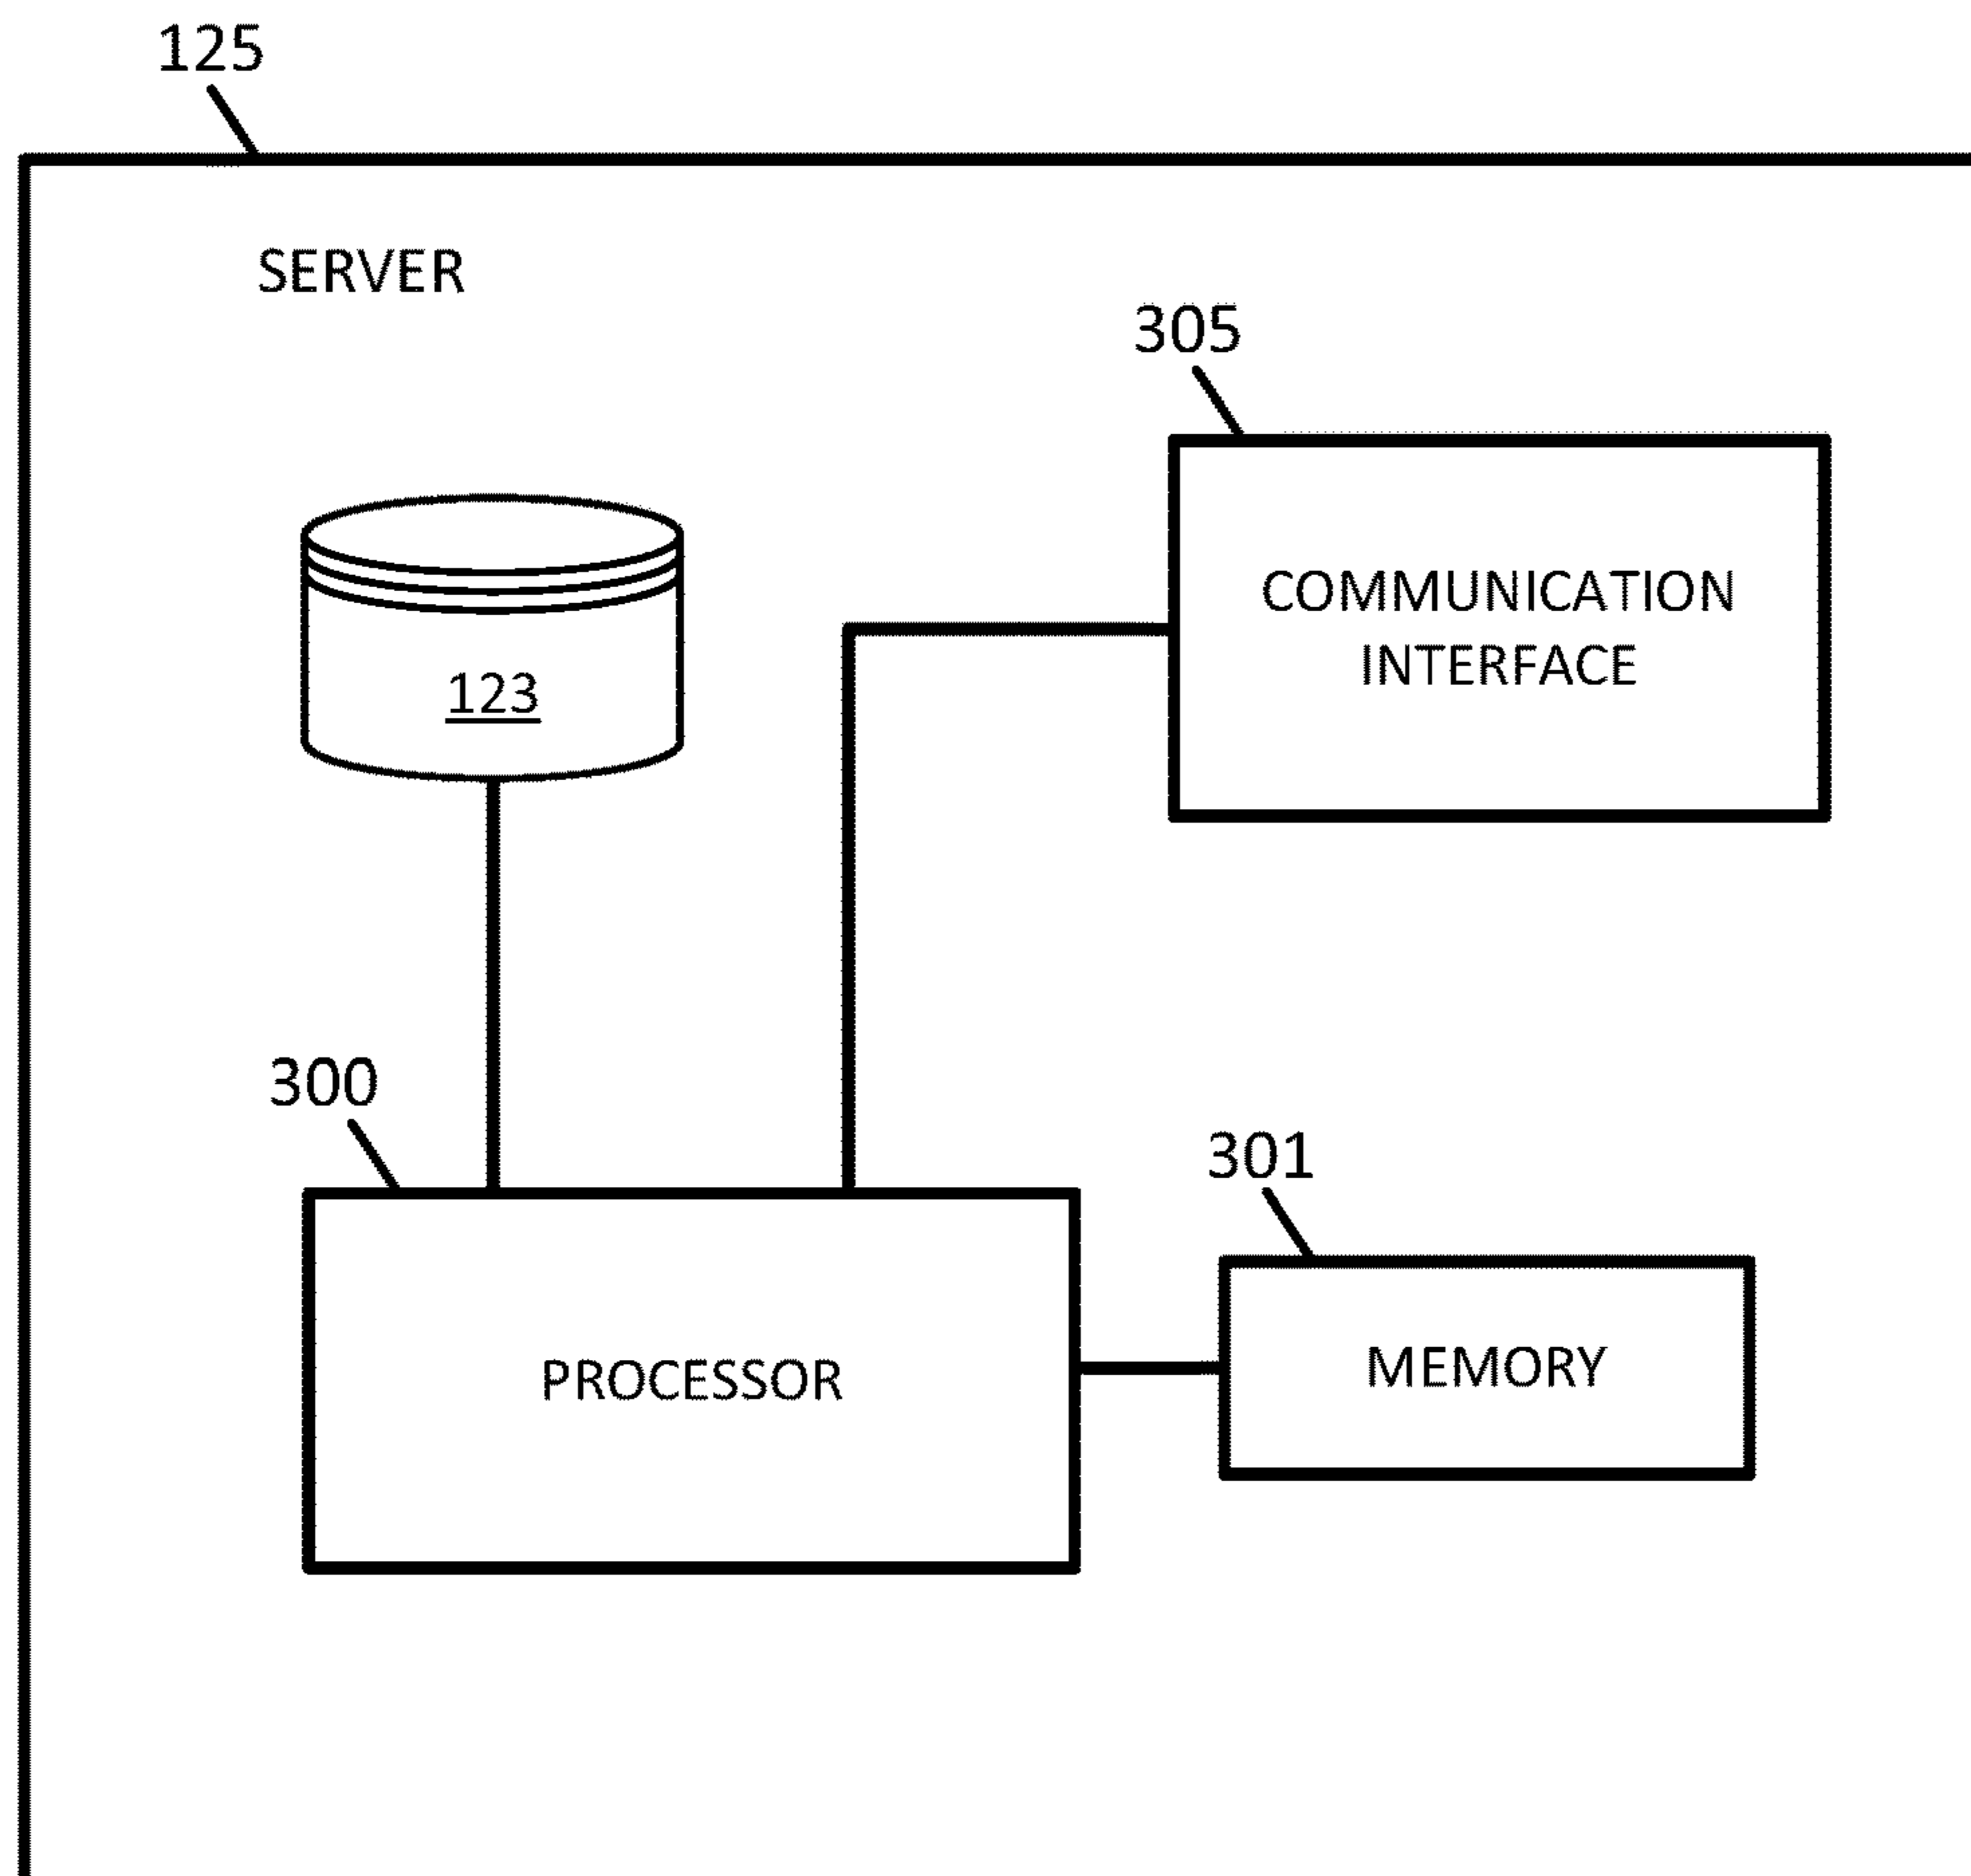 125
SERVER
305
COMMUNICATION
INTERFACE
123
300
301
PROCESSOR
MEMORY